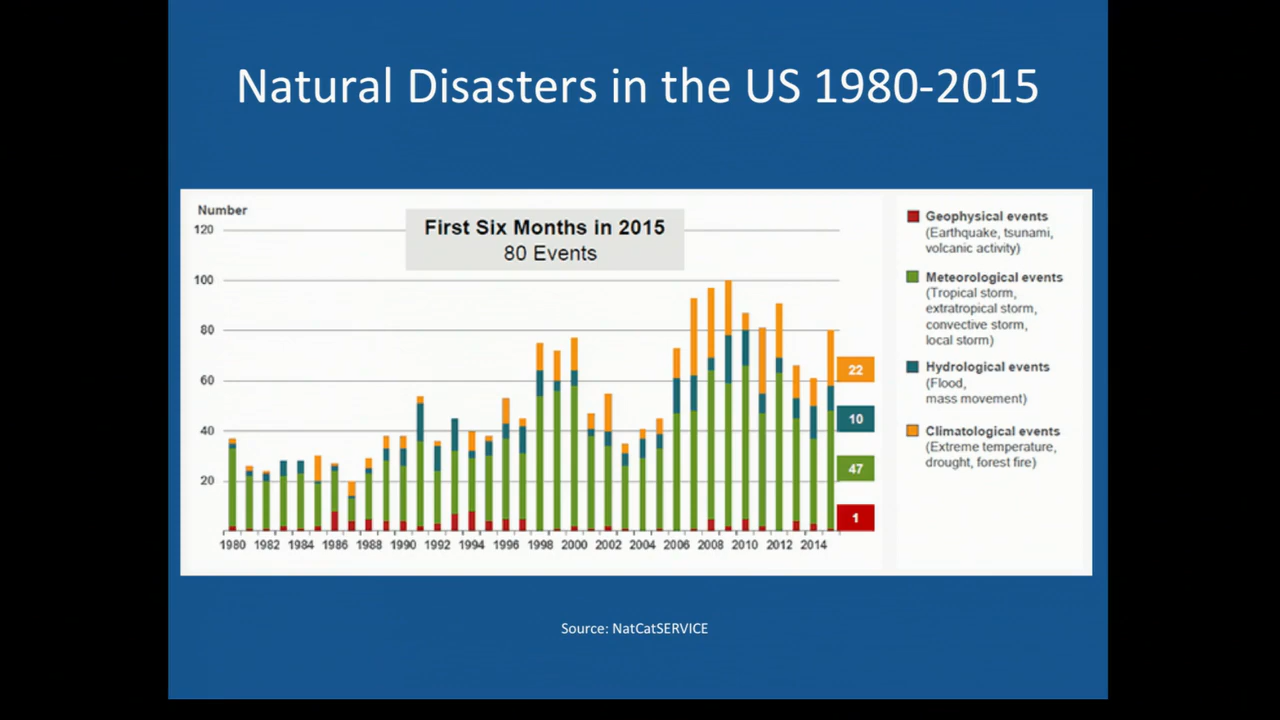 Natural Disasters in the US 1980-2015
Number
First Six Months in 2015
80 Events
120
100
80
60
40
20
1980 1982 1984 1986 1988 1990 1992 1994 1996 1998 2000 2002 2004 2006 2008 2010 2012 2014
22
10
47
1
Geophysical events
(Earthquake, tsunami,
volcanic activity)
Meteorological events
(Tropical storm,
extratropical storm,
convective storm,
local storm)
Hydrological events
(Flood,
mass movement)
Climatological events
(Extreme temperature,
drought, forest fire)
Source: NatCatSERVICE